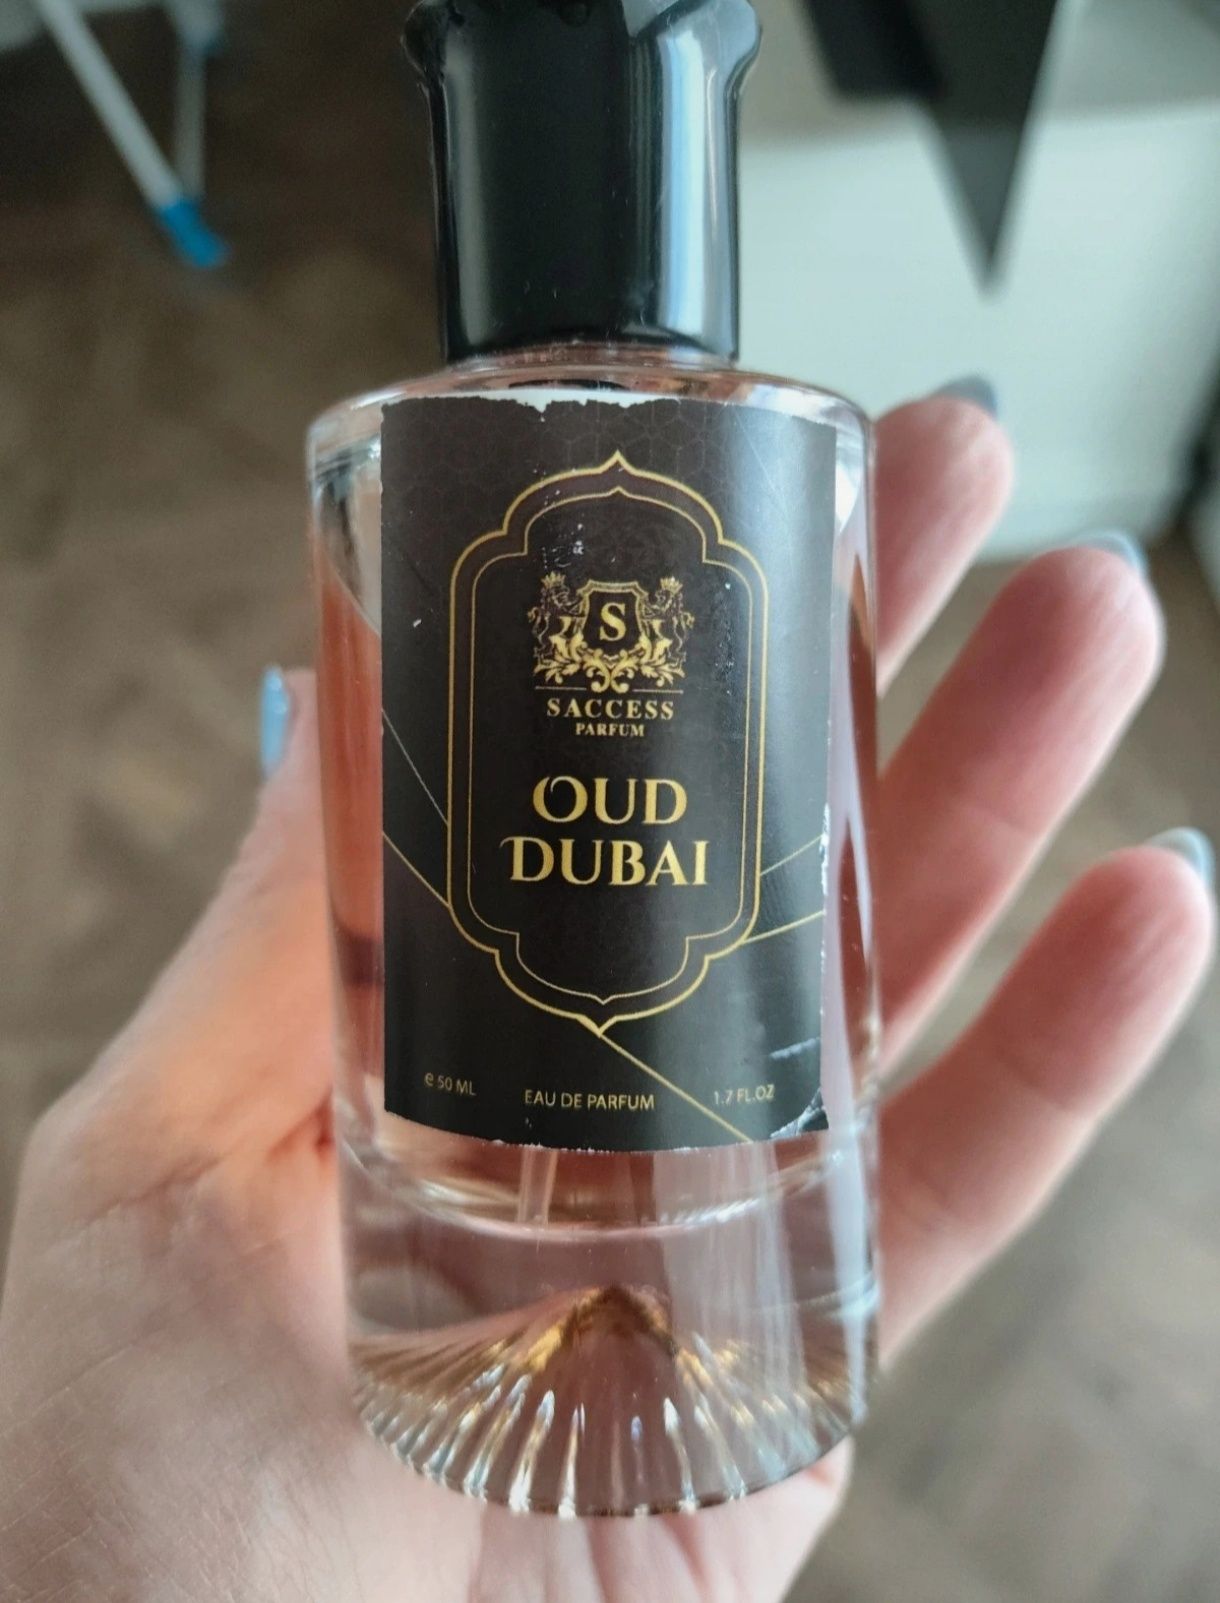 S
SACCESS
PARFUM
OUD
DUBAI
℮ 50 ML EAU DE PARFUM 1.7 FL.OZ